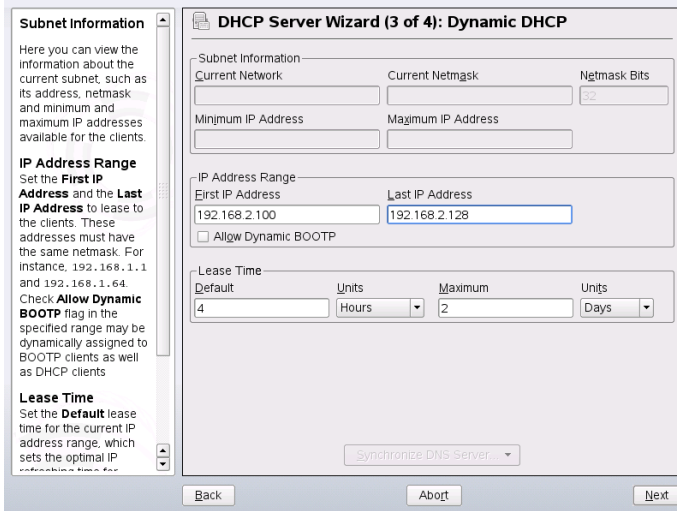 Subnet Information
Here you can view the
information about the
current subnet, such as
its address, netmask
and minimum and
maximum IP addresses
available for the clients.
IP Address Range
Set the First IP
Address and the Last
IP Address to lease to
the clients. These
addresses must have
the same netmask. For
instance, 192.168.1.1
and 192.168.1.64.
Check Allow Dynamic
BOOTP flag in the
specified range may be
dynamically assigned to
BOOTP clients as well
as DHCP clients
Lease Time
Set the Default lease
time for the current IP
address range, which
sets the optimal IP
refreshing time for
DHCP Server Wizard (3 of 4): Dynamic DHCP
Subnet Information
Current Network Current Netmask Netmask Bits
32
Minimum IP Address Maximum IP Address
IP Address Range
First IP Address Last IP Address
192.168.2.100 192.168.2.128
Allow Dynamic BOOTP
Lease Time
Default Units Maximum Units
4 Hours 2 Days
Synchronize DNS Server...
Back Abort Next